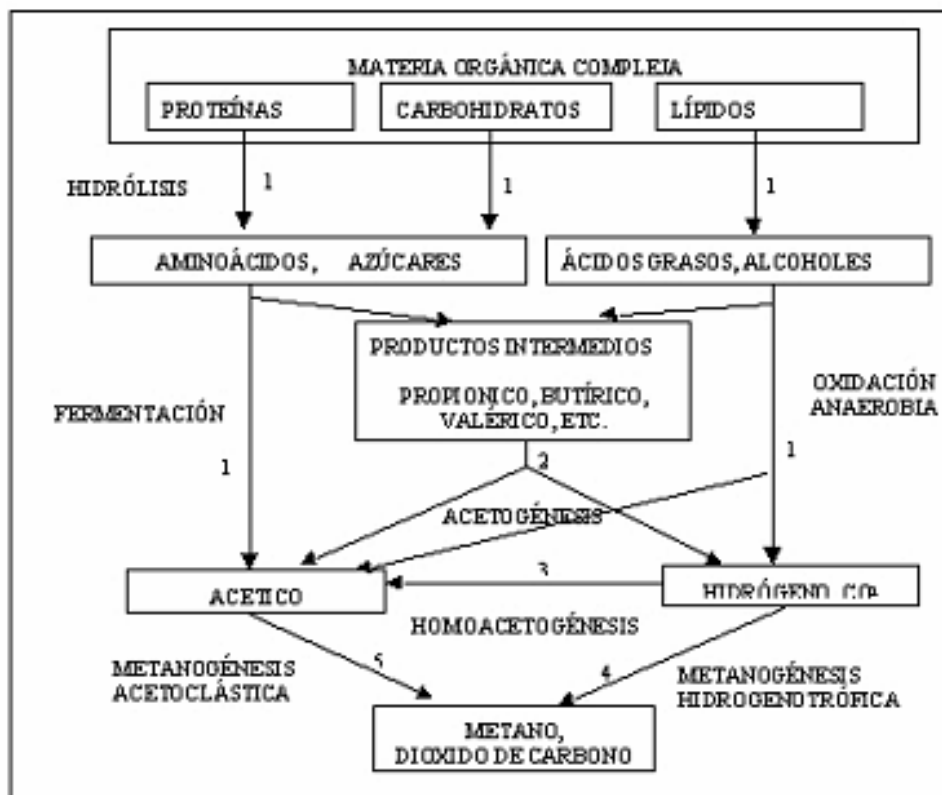 MATERIA ORGÁNICA COMPLEJA
PROTEÍNAS
CARBOHIDRATOS
LÍPIDOS
HIDRÓLISIS
1
1
1
AMINOÁCIDOS, AZÚCARES
ÁCIDOS GRASOS, ALCOHOLES
PRODUCTOS INTERMEDIOS
PROPIONICO, BUTÍRICO,
VALÉRICO, ETC.
FERMENTACIÓN
OXIDACIÓN
ANAEROBIA
1
2
1
ACETOGÉNESIS
ACETICO
3
HIDRÓGENO, CO₂
HOMOACETOGÉNESIS
METANOGÉNESIS
ACETOCLÁSTICA
5
4
METANOGÉNESIS
HIDROGENOTRÓFICA
METANO,
DIOXIDO DE CARBONO